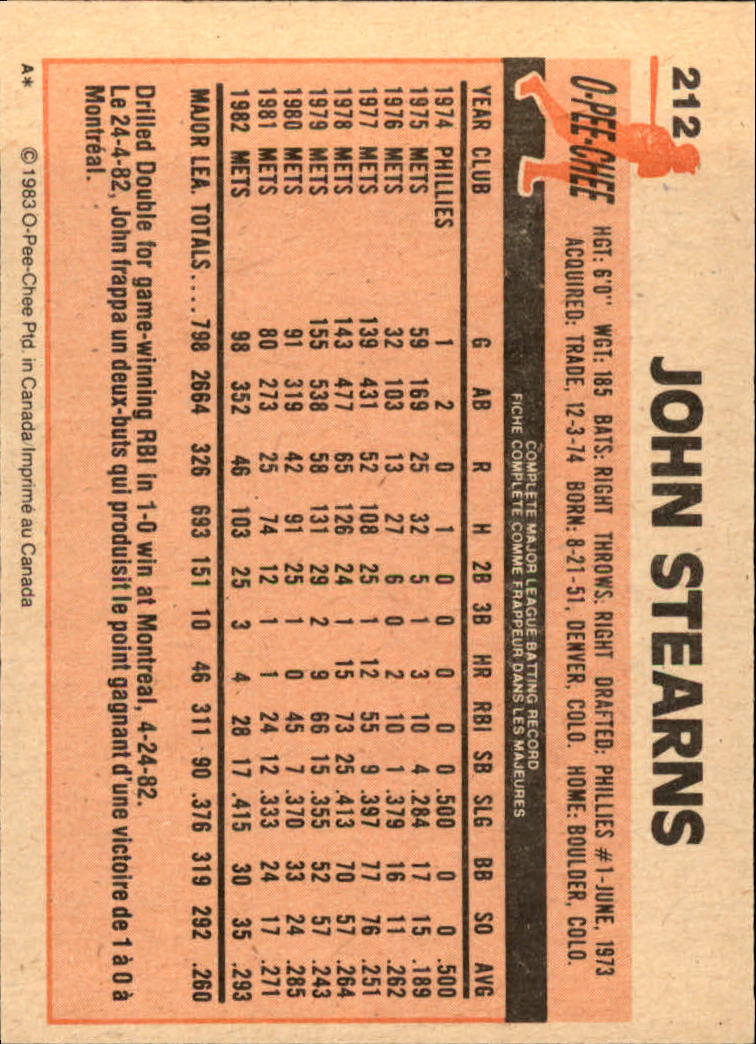 212
JOHN STEARNS
O-PEE-CHEE
HGT: 6'0" WGT: 185 BATS: RIGHT THROWS: RIGHT DRAFTED: PHILLIES #1-JUNE, 1973
ACQUIRED: TRADE, 12-3-74 BORN: 8-21-51, DENVER, COLO. HOME: BOULDER, COLO.
COMPLETE MAJOR LEAGUE BATTING RECORD
FICHE COMPLÈTE COMME FRAPPEUR DANS LES MAJEURES
YEAR CLUB G AB R H 2B 3B HR RBI SB SLG BB SO AVG
1974 PHILLIES 1 2 0 1 0 0 0 0 0 .500 0 0 .500
1975 METS 59 169 25 32 5 1 3 10 4 .284 17 15 .189
1976 METS 32 103 13 27 6 0 2 10 1 .379 16 11 .262
1977 METS 139 431 52 108 25 1 12 55 9 .397 77 76 .251
1978 METS 143 477 65 126 24 1 15 73 25 .413 70 57 .264
1979 METS 155 538 58 131 29 2 9 66 15 .355 52 57 .243
1980 METS 91 319 42 91 25 1 0 45 7 .370 33 24 .285
1981 METS 80 273 25 74 12 1 1 24 12 .333 24 17 .271
1982 METS 98 352 46 103 25 3 4 28 17 .415 30 35 .293
MAJOR LEA. TOTALS.... 798 2664 326 693 151 10 46 311 90 .376 319 292 .260
Drilled Double for game-winning RBI in 1-0 win at Montreal, 4-24-82.
Le 24-4-82, John frappa un deux-buts qui produisit le point gagnant d'une victoire de 1 à 0 à
Montréal.
A* © 1983 O-Pee-Chee Ptd. in Canada/Imprimé au Canada